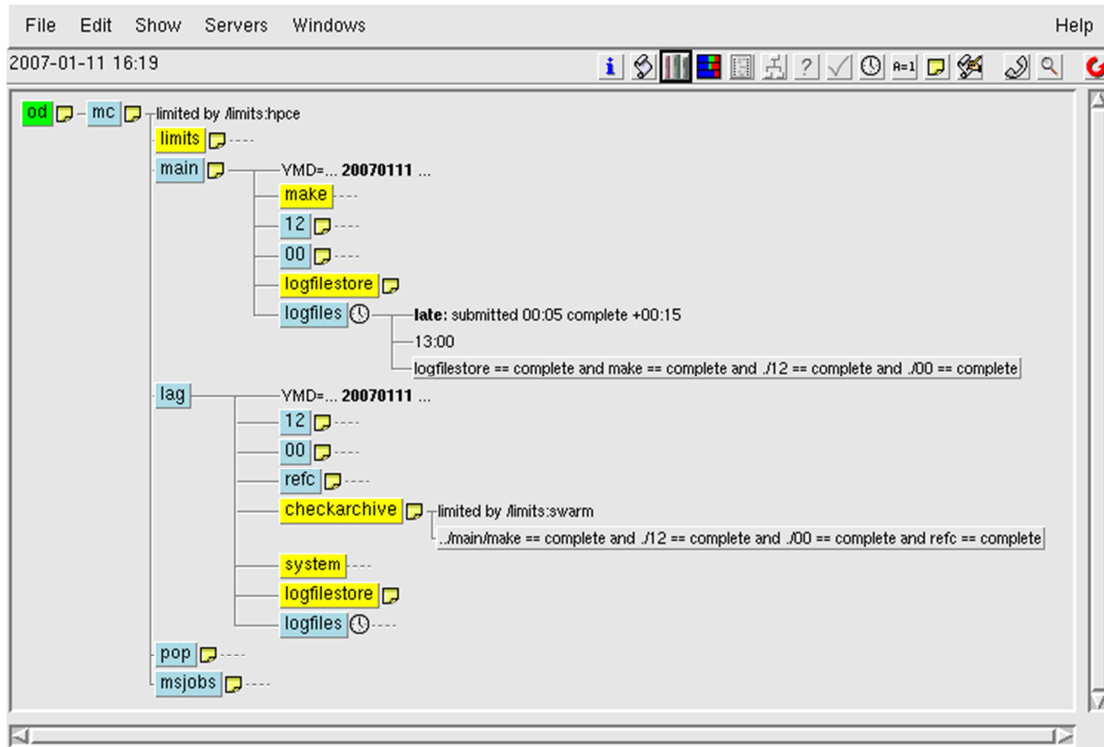 File Edit Show Servers Windows Help
2007-01-11 16:19 i ? A=1
od mc limited by /limits:hpce
limits
main YMD=... 20070111 ...
make
12
00
logfilestore
logfiles late: submitted 00:05 complete +00:15
13:00
logfilestore == complete and make == complete and ./12 == complete and ./00 == complete
lag YMD=... 20070111 ...
12
00
refc
checkarchive limited by /limits:swarm
../main/make == complete and ./12 == complete and ./00 == complete and refc == complete
system
logfilestore
logfiles
pop
msjobs